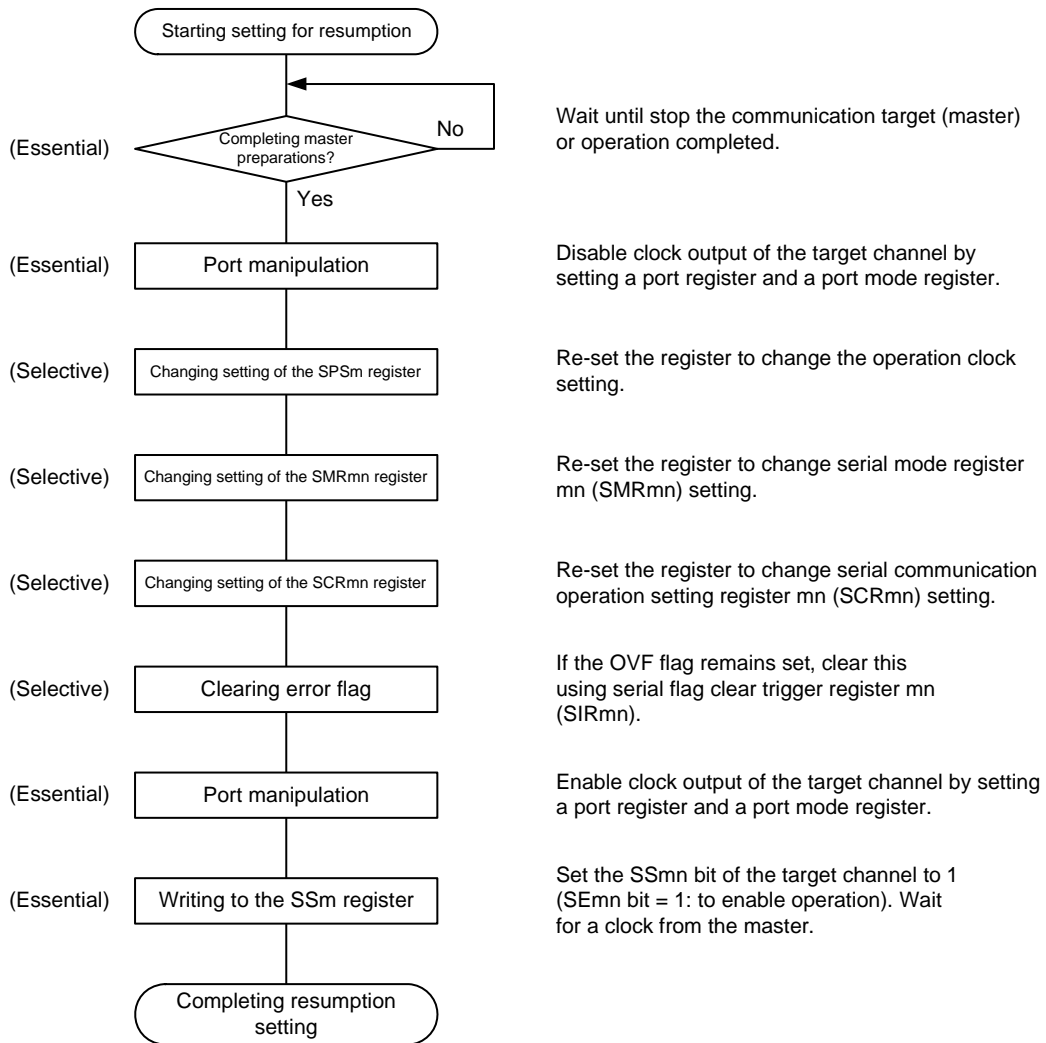 Starting setting for resumption
(Essential)
Completing master
preparations?
No
Yes
Wait until stop the communication target (master)
or operation completed.
(Essential)
Port manipulation
Disable clock output of the target channel by
setting a port register and a port mode register.
(Selective)
Changing setting of the SPSm register
Re-set the register to change the operation clock
setting.
(Selective)
Changing setting of the SMRmn register
Re-set the register to change serial mode register
mn (SMRmn) setting.
(Selective)
Changing setting of the SCRmn register
Re-set the register to change serial communication
operation setting register mn (SCRmn) setting.
(Selective)
Clearing error flag
If the OVF flag remains set, clear this
using serial flag clear trigger register mn
(SIRmn).
(Essential)
Port manipulation
Enable clock output of the target channel by setting
a port register and a port mode register.
(Essential)
Writing to the SSm register
Set the SSmn bit of the target channel to 1
(SEmn bit = 1: to enable operation). Wait
for a clock from the master.
Completing resumption
setting